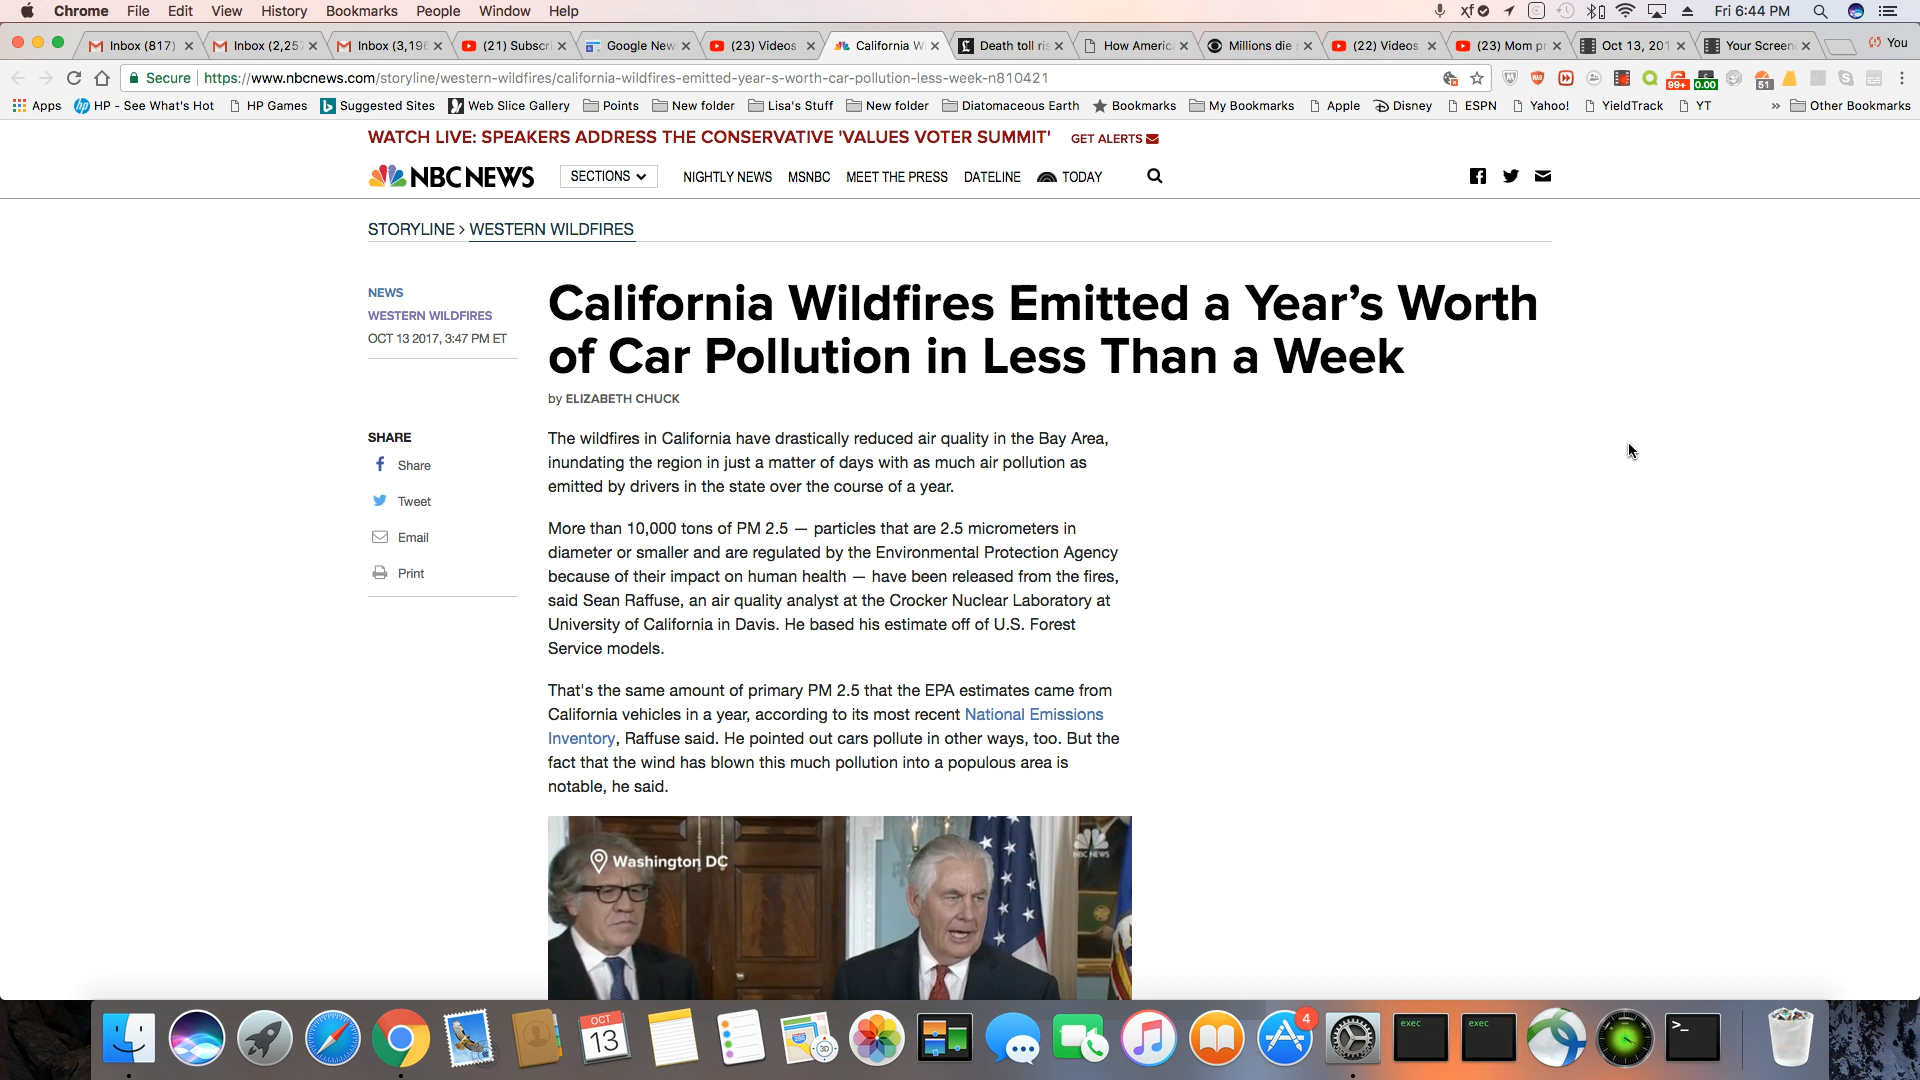 Chrome File Edit View History Bookmarks People Window Help
xf Fri 6:44 PM
Inbox (817) Inbox (2,25 Inbox (3,19 (21) Subscri Google New (23) Videos California W Death toll ri How Americ Millions die (22) Videos (23) Mom pr Oct 13, 201 Your Screen You
Secure https://www.nbcnews.com/storyline/western-wildfires/california-wildfires-emitted-year-s-worth-car-pollution-less-week-n810421
99+ 0.00 51
Apps HP - See What's Hot HP Games Suggested Sites Web Slice Gallery Points New folder Lisa's Stuff New folder Diatomaceous Earth Bookmarks My Bookmarks Apple Disney ESPN Yahoo! YieldTrack YT » Other Bookmarks
WATCH LIVE: SPEAKERS ADDRESS THE CONSERVATIVE 'VALUES VOTER SUMMIT' GET ALERTS
NBC NEWS SECTIONS NIGHTLY NEWS MSNBC MEET THE PRESS DATELINE TODAY
STORYLINE > WESTERN WILDFIRES
NEWS
WESTERN WILDFIRES
OCT 13 2017, 3:47 PM ET
California Wildfires Emitted a Year's Worth
of Car Pollution in Less Than a Week
by ELIZABETH CHUCK
SHARE
Share
Tweet
Email
Print
The wildfires in California have drastically reduced air quality in the Bay Area,
inundating the region in just a matter of days with as much air pollution as
emitted by drivers in the state over the course of a year.
More than 10,000 tons of PM 2.5 — particles that are 2.5 micrometers in
diameter or smaller and are regulated by the Environmental Protection Agency
because of their impact on human health — have been released from the fires,
said Sean Raffuse, an air quality analyst at the Crocker Nuclear Laboratory at
University of California in Davis. He based his estimate off of U.S. Forest
Service models.
That's the same amount of primary PM 2.5 that the EPA estimates came from
California vehicles in a year, according to its most recent National Emissions
Inventory, Raffuse said. He pointed out cars pollute in other ways, too. But the
fact that the wind has blown this much pollution into a populous area is
notable, he said.
Washington DC
NBC NEWS
OCT
13
3D
exec
exec
>_
4